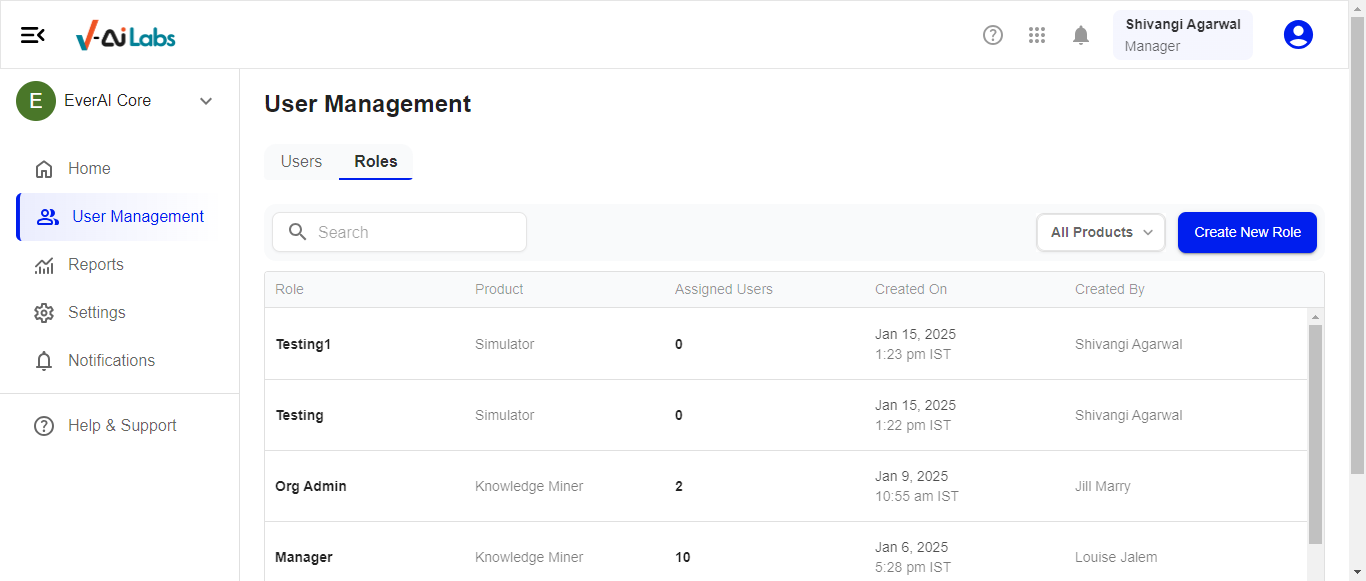 V-Ai Labs
Shivangi Agarwal
Manager
E EverAI Core
Home
User Management
Reports
Settings
Notifications
Help & Support
User Management
Users Roles
Search All Products Create New Role
Role Product Assigned Users Created On Created By
Testing1 Simulator 0 Jan 15, 2025 1:23 pm IST Shivangi Agarwal
Testing Simulator 0 Jan 15, 2025 1:22 pm IST Shivangi Agarwal
Org Admin Knowledge Miner 2 Jan 9, 2025 10:55 am IST Jill Marry
Manager Knowledge Miner 10 Jan 6, 2025 5:28 pm IST Louise Jalem